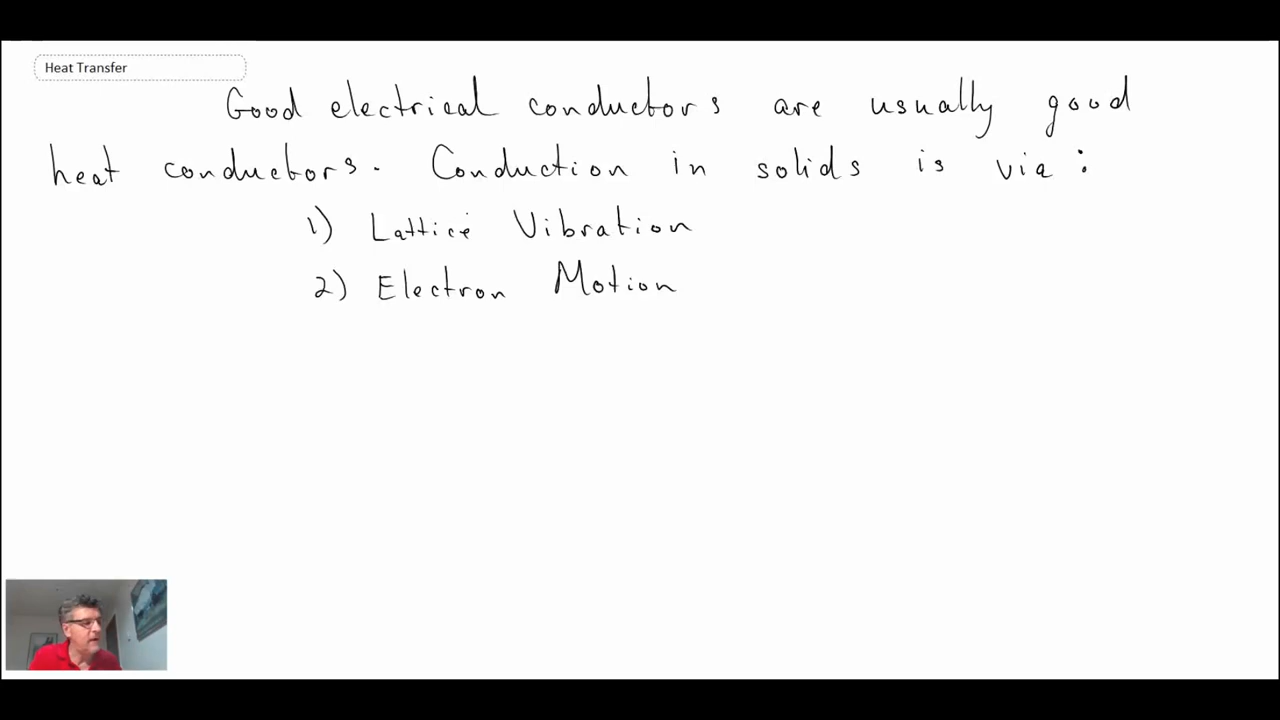 Heat Transfer
Good electrical conductors are usually good
heat conductors. Conduction in solids is via:
1) Lattice Vibration
2) Electron Motion